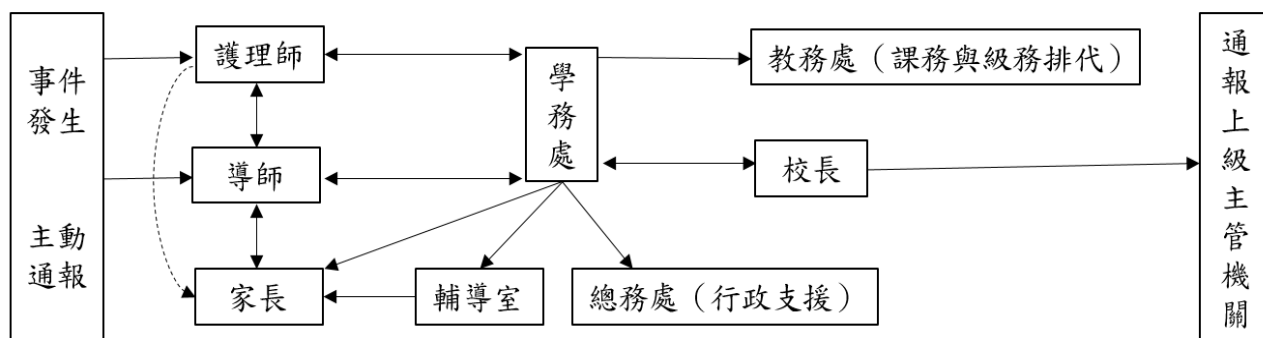 事件
發生
主動
通報
護理師
導師
家長
學
務
處
輔導室
教務處（課務與級務排代）
校長
總務處（行政支援）
通
報
上
級
主
管
機
關